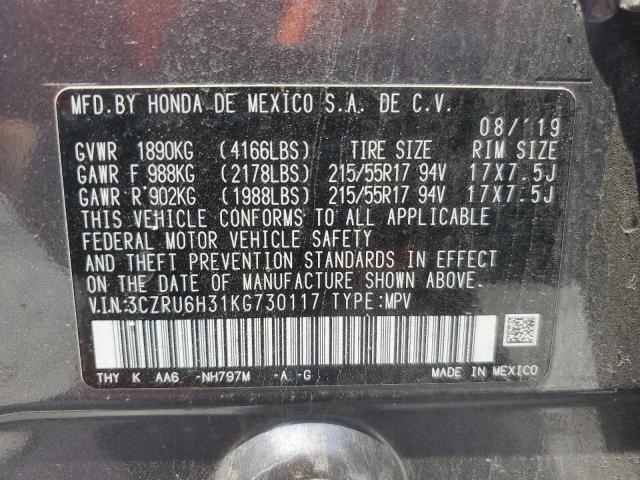 MFD.BY HONDA DE MEXICO S.A. DE C.V.
08/'19
GVWR 1890KG (4166LBS) TIRE SIZE RIM SIZE
GAWR F 988KG (2178LBS) 215/55R17 94V 17X7.5J
GAWR R 902KG (1988LBS) 215/55R17 94V 17X7.5J
THIS VEHICLE CONFORMS TO ALL APPLICABLE
FEDERAL MOTOR VEHICLE SAFETY
AND THEFT PREVENTION STANDARDS IN EFFECT
ON THE DATE OF MANUFACTURE SHOWN ABOVE.
V.I.N:3CZRU6H31KG730117 TYPE:MPV
THY K AA6 -NH797M -A -G
MADE IN MEXICO